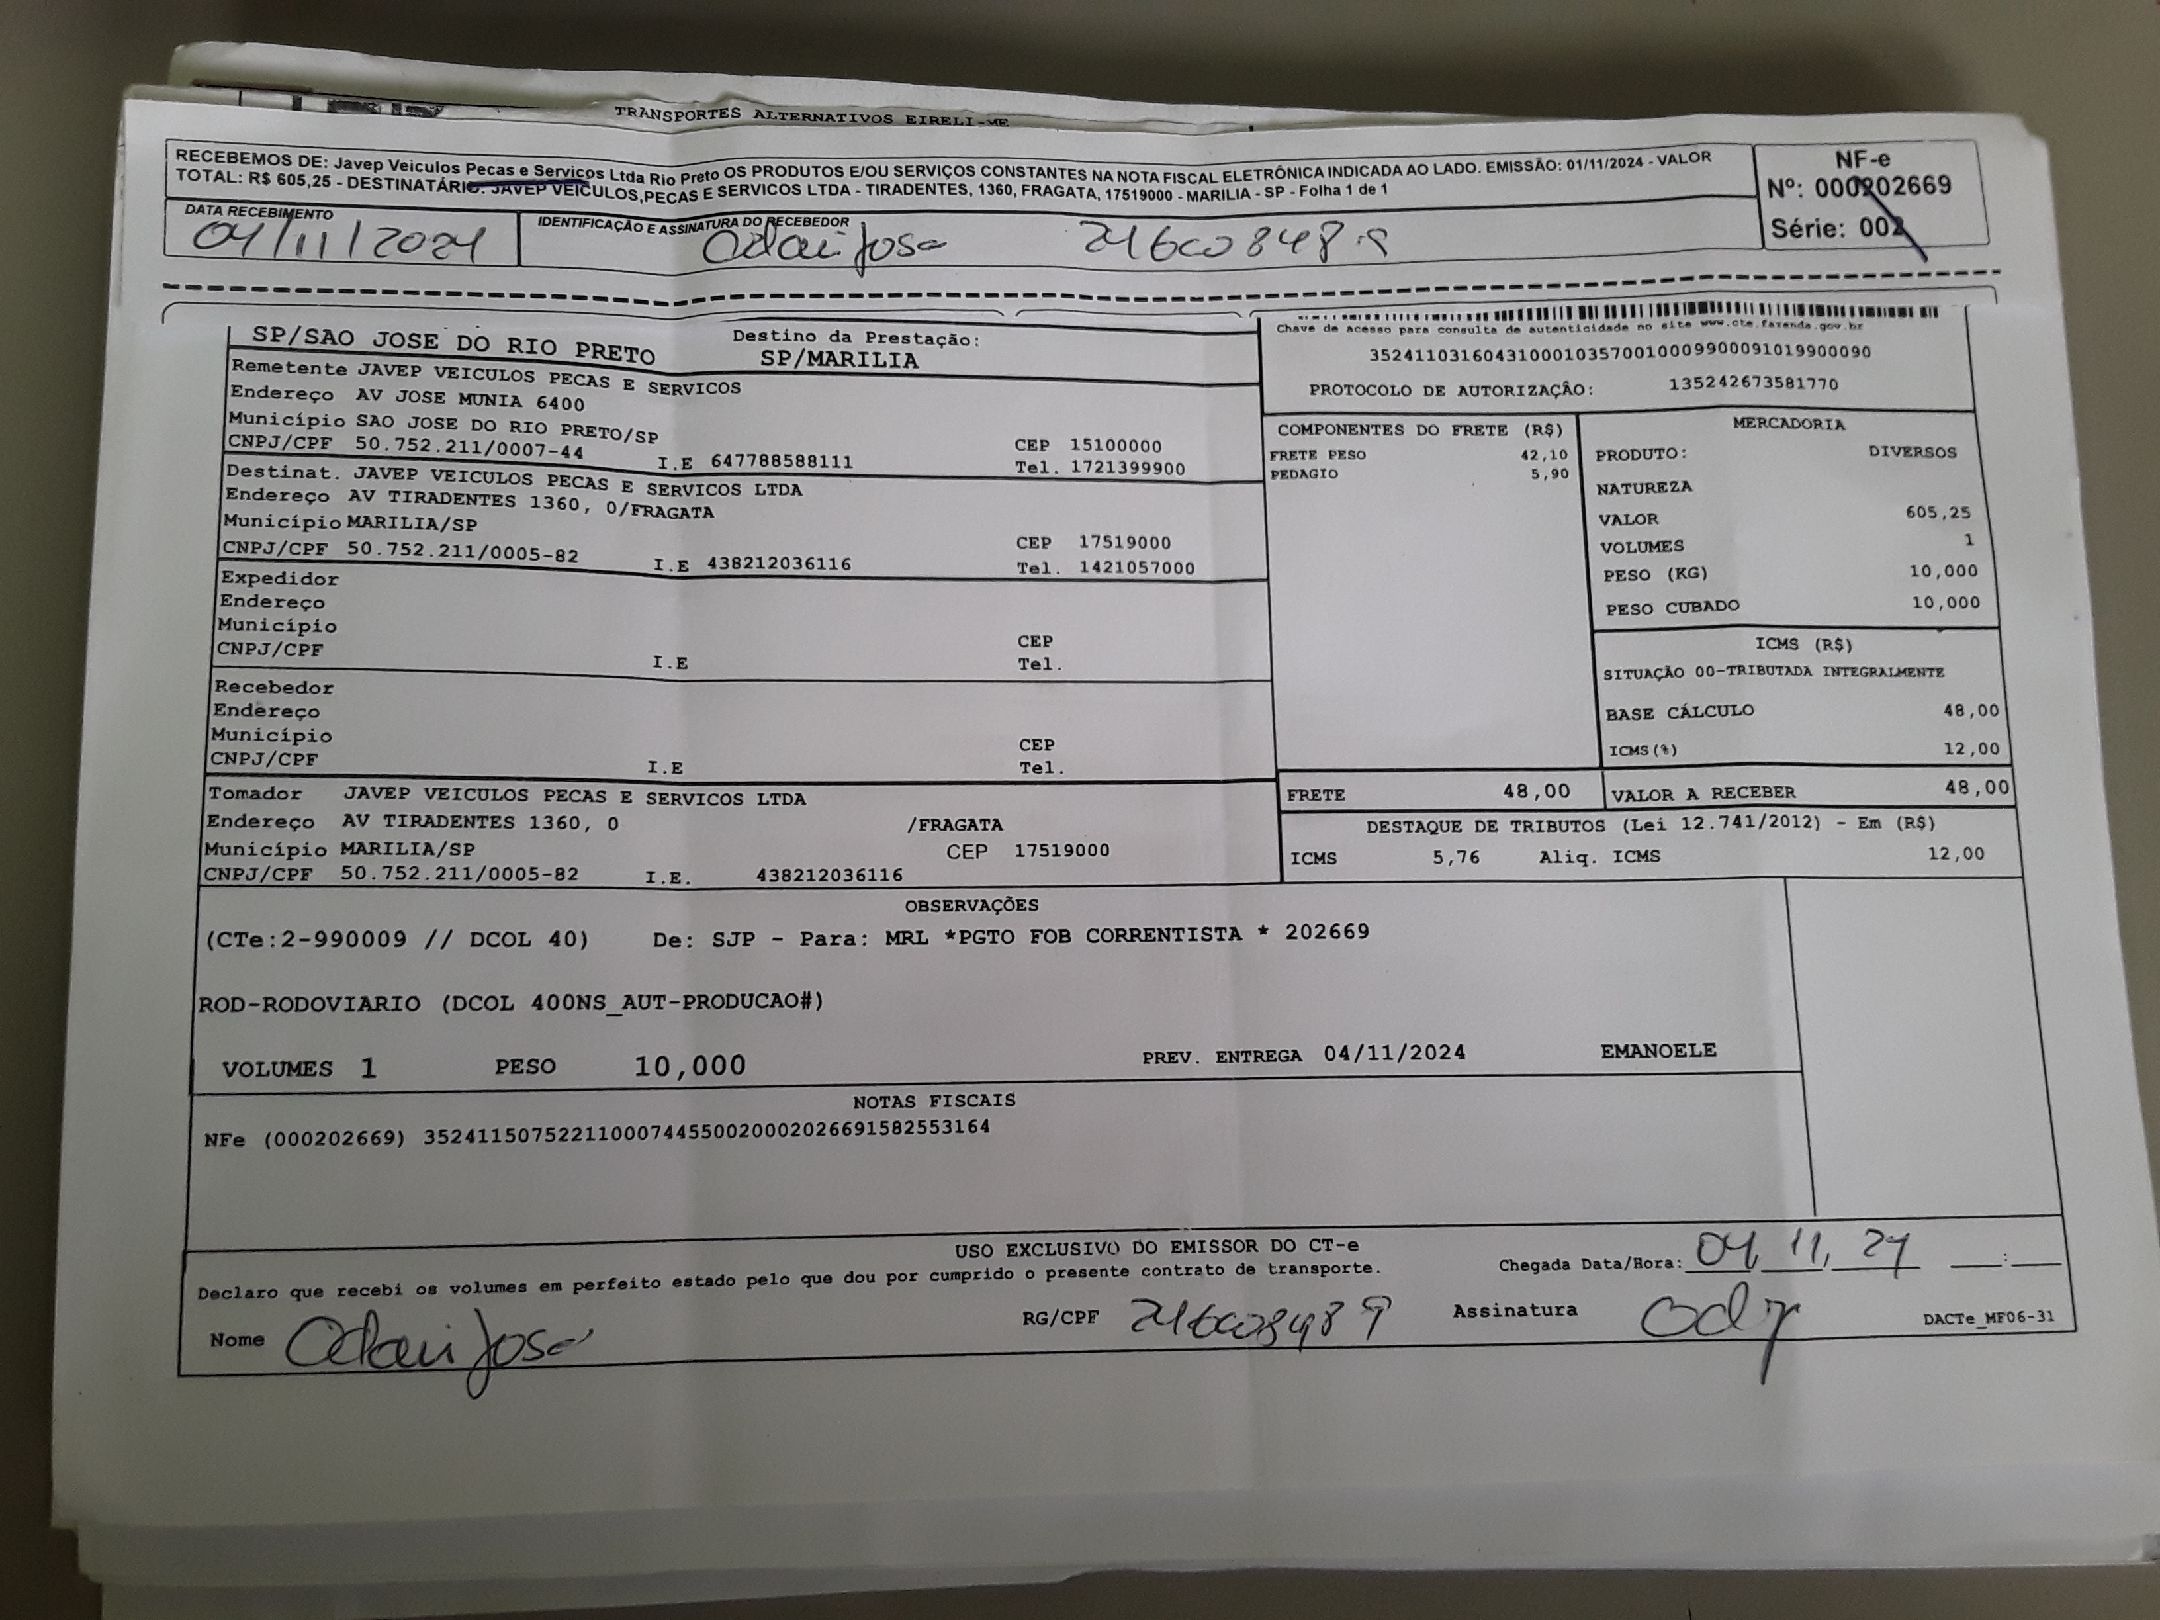 TRANSPORTES ALTERNATIVOS EIRELI-ME
RECEBEMOS DE: Javep Veiculos Pecas e Serviços Ltda Rio Preto OS PRODUTOS E/OU SERVIÇOS CONSTANTES NA NOTA FISCAL ELETRÔNICA INDICADA AO LADO. EMISSÃO: 01/11/2024 - VALOR
TOTAL: R$ 605,25 - DESTINATÁRIO: JAVEP VEICULOS,PECAS E SERVICOS LTDA - TIRADENTES, 1360, FRAGATA, 17519000 - MARILIA - SP - Folha 1 de 1
NF-e
Nº: 000202669
Série: 002
DATA RECEBIMENTO
04/11/2024
IDENTIFICAÇÃO E ASSINATURA DO RECEBEDOR
Odair José
SP/SAO JOSE DO RIO PRETO
Destino da Prestação:
SP/MARILIA
Chave de acesso para consulta de autenticidade no site www.cte.fazenda.gov.br
35241103160431000103570010009900091019900090
PROTOCOLO DE AUTORIZAÇÃO: 135242673581770
Remetente JAVEP VEICULOS PECAS E SERVICOS
Endereço AV JOSE MUNIA 6400
Município SAO JOSE DO RIO PRETO/SP CEP 15100000
CNPJ/CPF 50.752.211/0007-44 I.E 647788588111 Tel. 1721399900
Destinat. JAVEP VEICULOS PECAS E SERVICOS LTDA
Endereço AV TIRADENTES 1360, 0/FRAGATA
Município MARILIA/SP CEP 17519000
CNPJ/CPF 50.752.211/0005-82 I.E 438212036116 Tel. 1421057000
Expedidor
Endereço
Município CEP
CNPJ/CPF I.E Tel.
Recebedor
Endereço
Município CEP
CNPJ/CPF I.E Tel.
Tomador JAVEP VEICULOS PECAS E SERVICOS LTDA
Endereço AV TIRADENTES 1360, 0 /FRAGATA
Município MARILIA/SP CEP 17519000
CNPJ/CPF 50.752.211/0005-82 I.E. 438212036116
COMPONENTES DO FRETE (R$)
FRETE PESO 42,10
PEDAGIO 5,90
MERCADORIA
PRODUTO: DIVERSOS
NATUREZA
VALOR 605,25
VOLUMES 1
PESO (KG) 10,000
PESO CUBADO 10,000
ICMS (R$)
SITUAÇÃO 00-TRIBUTADA INTEGRALMENTE
BASE CÁLCULO 48,00
ICMS(%) 12,00
FRETE 48,00 VALOR A RECEBER 48,00
DESTAQUE DE TRIBUTOS (Lei 12.741/2012) - Em (R$)
ICMS 5,76 Aliq. ICMS 12,00
OBSERVAÇÕES
(CTe:2-990009 // DCOL 40) De: SJP - Para: MRL *PGTO FOB CORRENTISTA * 202669
ROD-RODOVIARIO (DCOL 400NS_AUT-PRODUCAO#)
VOLUMES 1 PESO 10,000 PREV. ENTREGA 04/11/2024 EMANOELE
NOTAS FISCAIS
NFe (000202669) 35241150752211000744550020002026691582553164
USO EXCLUSIVO DO EMISSOR DO CT-e
Declaro que recebi os volumes em perfeito estado pelo que dou por cumprido o presente contrato de transporte.
Chegada Data/Hora: 04, 11, 24 :
Nome Odair José RG/CPF Assinatura
DACTe_MF06-31